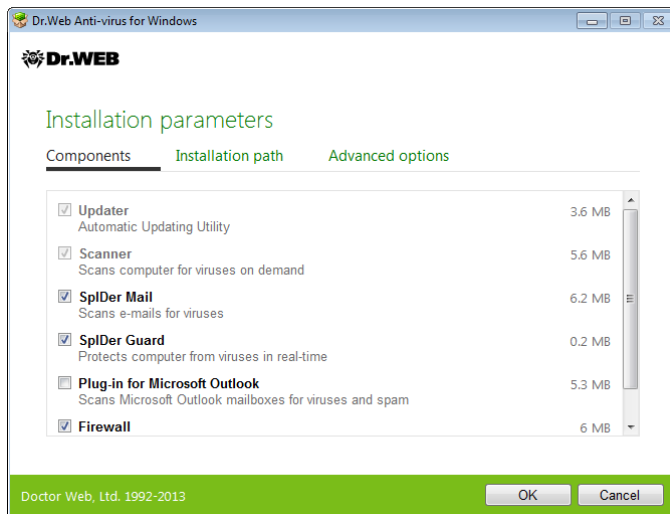 Dr.Web Anti-virus for Windows
Dr.WEB
Installation parameters
Components Installation path Advanced options
Updater 3.6 MB
Automatic Updating Utility
Scanner 5.6 MB
Scans computer for viruses on demand
SpIDer Mail 6.2 MB
Scans e-mails for viruses
SpIDer Guard 0.2 MB
Protects computer from viruses in real-time
Plug-in for Microsoft Outlook 5.3 MB
Scans Microsoft Outlook mailboxes for viruses and spam
Firewall 6 MB
Doctor Web, Ltd. 1992-2013 OK Cancel